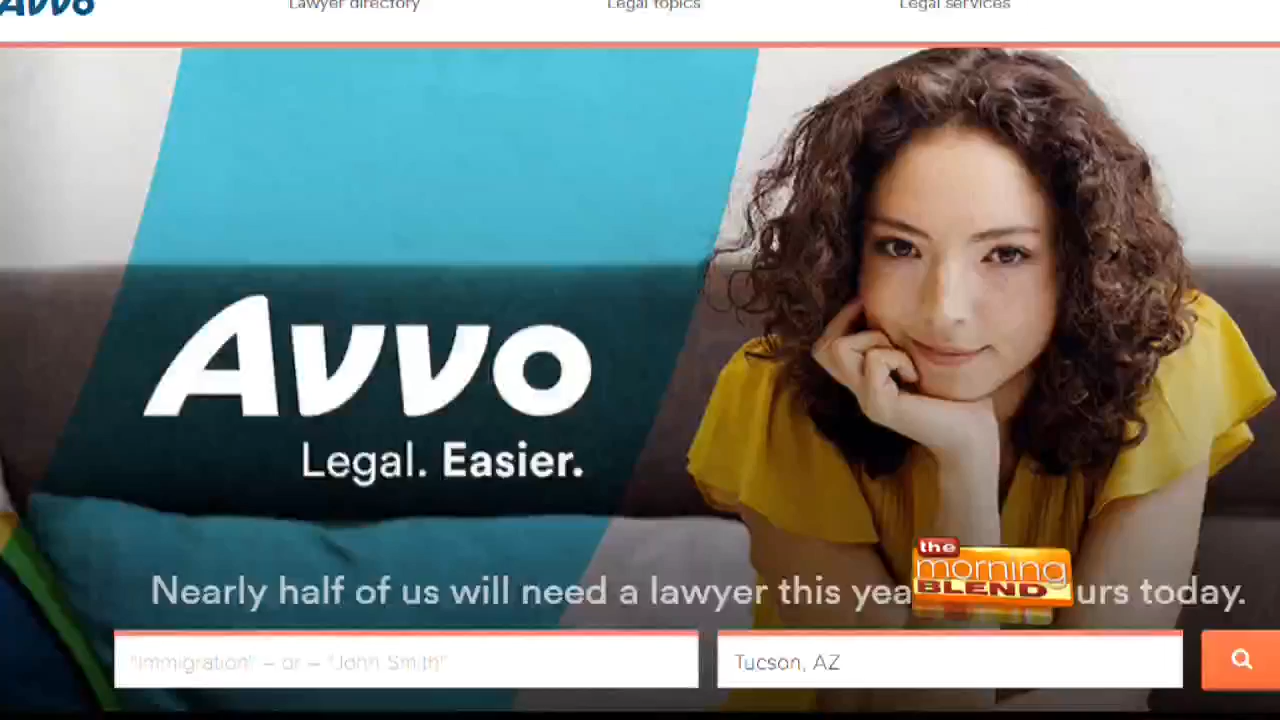 Avvo
Lawyer directory
Legal topics
Legal services
Avvo
Legal. Easier.
Nearly half of us will need a lawyer this yea
urs today.
the
morning
BLEND
"Immigration" – or – "John Smith"
Tucson, AZ